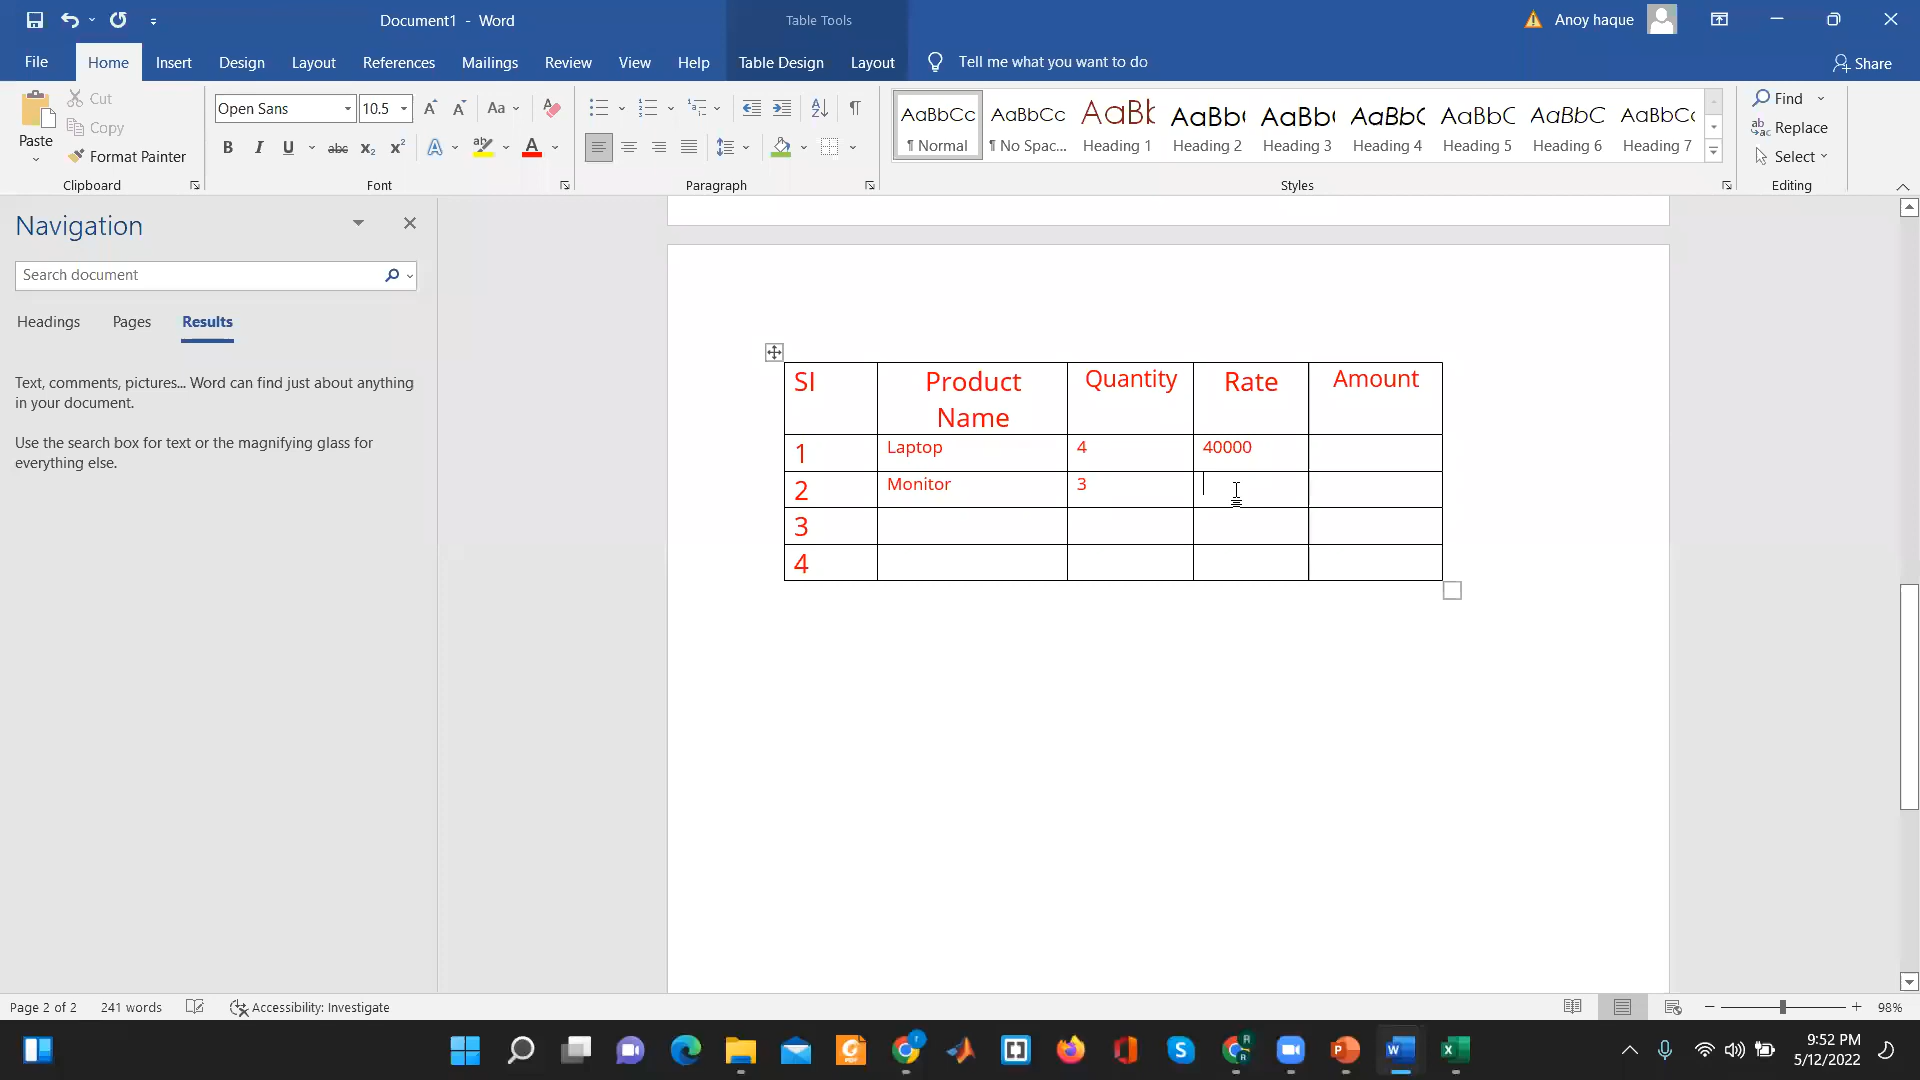 Document1 - Word
Table Tools
Anoy haque
File
Home
Insert
Design
Layout
References
Mailings
Review
View
Help
Table Design
Layout
Tell me what you want to do
Share
Paste
Cut
Copy
Format Painter
Clipboard
Open Sans
10.5
Aa
B
I
U
abc
x₂
x²
A
A
Font
Paragraph
AaBbCc
¶ Normal
AaBbCc
¶ No Spac...
AaBb
Heading 1
AaBb(
Heading 2
AaBb(
Heading 3
AaBbC
Heading 4
AaBbC
Heading 5
AaBbC
Heading 6
AaBbCc
Heading 7
Styles
Find
Replace
Select
Editing
Navigation
Search document
Headings
Pages
Results
Text, comments, pictures... Word can find just about anything
in your document.
Use the search box for text or the magnifying glass for
everything else.
SI
Product
Name
Quantity
Rate
Amount
1
Laptop
4
40000
2
Monitor
3
3
4
Page 2 of 2
241 words
Accessibility: Investigate
98%
9:52 PM
5/12/2022